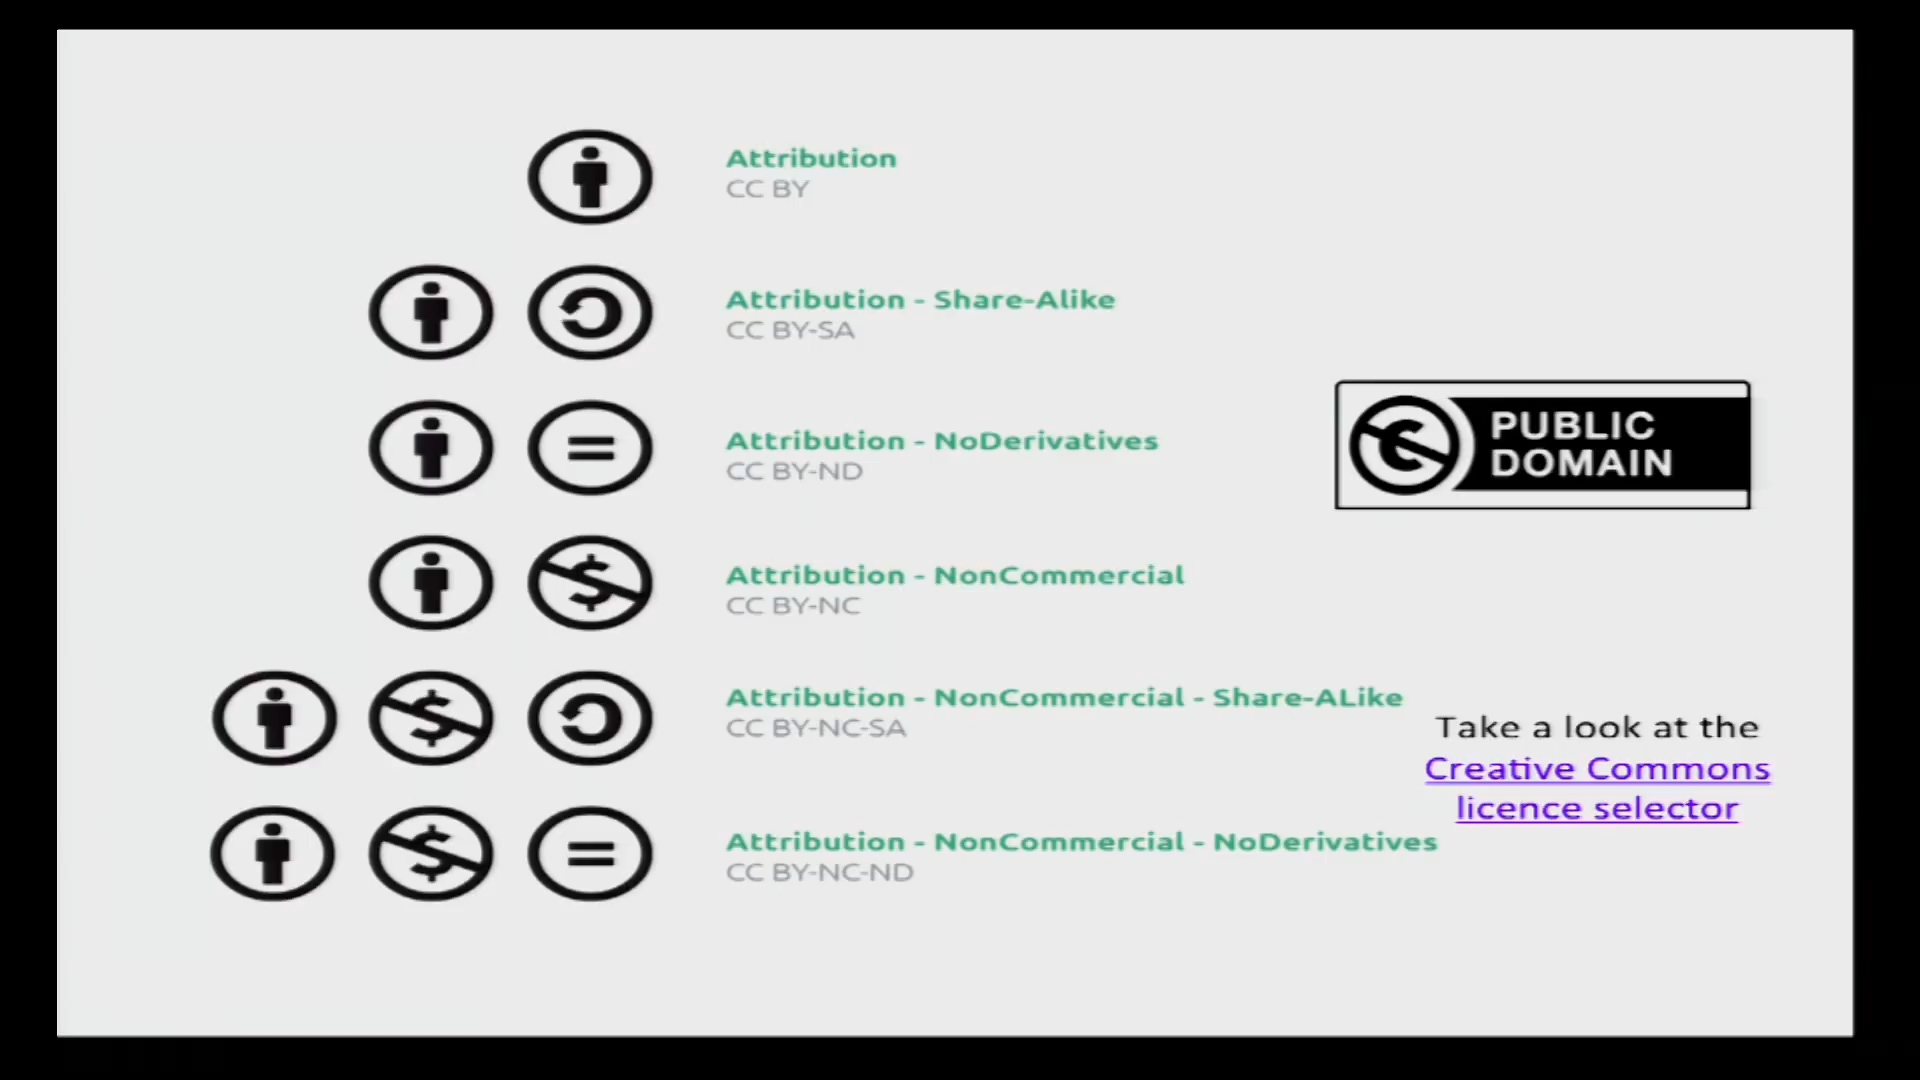 Attribution
CC BY
Attribution - Share-Alike
CC BY-SA
Attribution - NoDerivatives
CC BY-ND
PUBLIC
DOMAIN
Attribution - NonCommercial
CC BY-NC
Attribution - NonCommercial - Share-ALike
CC BY-NC-SA
Take a look at the
Creative Commons
licence selector
Attribution - NonCommercial - NoDerivatives
CC BY-NC-ND